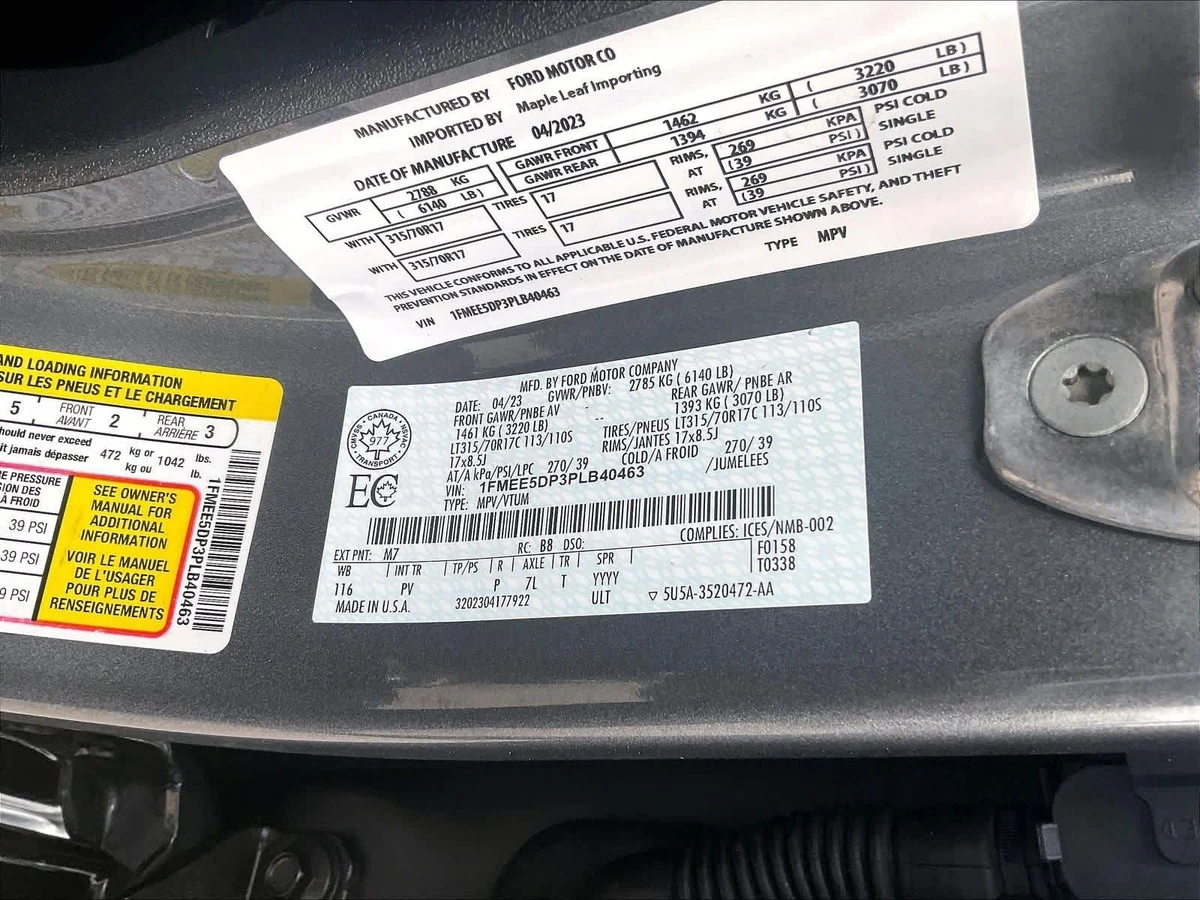 MANUFACTURED BY FORD MOTOR CO
IMPORTED BY Maple Leaf Importing
DATE OF MANUFACTURE 04/2023
GVWR 2788 KG
( 6140 LB )
GAWR FRONT 1462 KG ( 3220 LB )
GAWR REAR 1394 KG ( 3070 LB )
WITH 315/70R17 TIRES 17 RIMS, AT 269 KPA (39 PSI ) PSI COLD SINGLE
WITH 315/70R17 TIRES 17 RIMS, AT 269 KPA (39 PSI ) PSI COLD SINGLE
THIS VEHICLE CONFORMS TO ALL APPLICABLE U.S. FEDERAL MOTOR VEHICLE SAFETY, AND THEFT
PREVENTION STANDARDS IN EFFECT ON THE DATE OF MANUFACTURE SHOWN ABOVE.
VIN 1FMEE5DP3PLB40463 TYPE MPV
AND LOADING INFORMATION
SUR LES PNEUS ET LE CHARGEMENT
5 FRONT AVANT 2 REAR ARRIÈRE 3
should never exceed
jamais dépasser 472 kg or kg ou 1042 lbs. lb.
PRESSURE
À FROID
39 PSI
39 PSI
PSI
SEE OWNER'S
MANUAL FOR
ADDITIONAL
INFORMATION
VOIR LE MANUEL
DE L'USAGER
POUR PLUS DE
RENSEIGNEMENTS
1FMEE5DP3PLB40463
MFD. BY FORD MOTOR COMPANY
DATE: 04/23 GVWR/PNBV: 2785 KG ( 6140 LB)
FRONT GAWR/PNBE AV -- REAR GAWR/ PNBE AR
1461 KG ( 3220 LB) 1393 KG ( 3070 LB)
LT315/70R17C 113/110S TIRES/PNEUS LT315/70R17C 113/110S
17x8.5J RIMS/JANTES 17x8.5J
AT/A kPa/PSI/LPC 270/ 39 COLD/A FROID 270/ 39
VIN: 1FMEE5DP3PLB40463 /JUMELEES
TYPE: MPV/VTUM
CANADA
977
TRANSPORT
EC
COMPLIES: ICES/NMB-002
EXT PNT: M7 RC: B8 DSO: F0158
WB INT TR TP/PS R AXLE TR SPR T0338
116 PV P 7L T YYYY
MADE IN U.S.A. 3202304177922 ULT ▽ 5U5A-3520472-AA